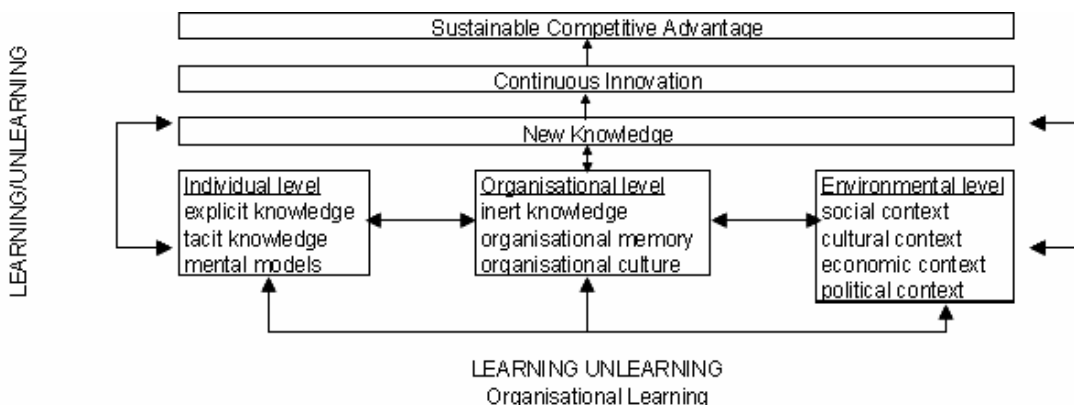 Sustainable Competitive Advantage
Continuous Innovation
New Knowledge
LEARNING/UNLEARNING
Individual level
explicit knowledge
tacit knowledge
mental models
Organisational level
inert knowledge
organisational memory
organisational culture
Environmental level
social context
cultural context
economic context
political context
LEARNING UNLEARNING
Organisational Learning